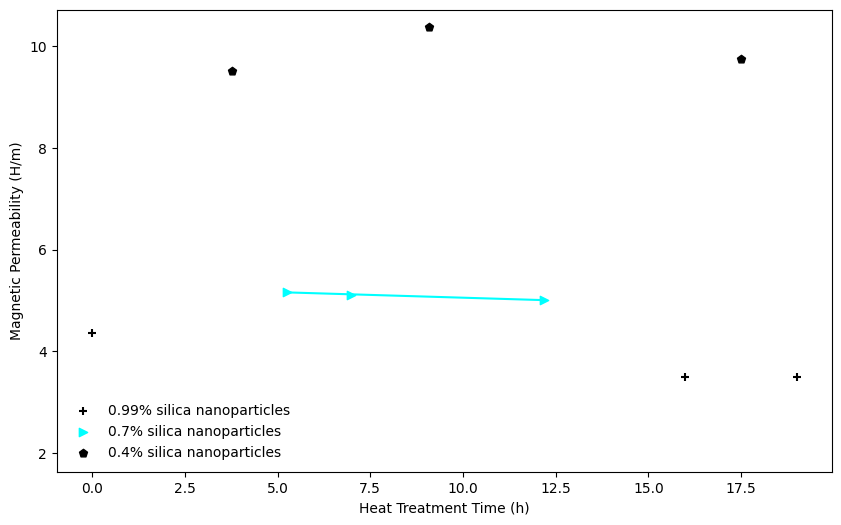 10
8
6
4
2
Magnetic Permeability (H/m)
0.99% silica nanoparticles
0.7% silica nanoparticles
0.4% silica nanoparticles
0.0 2.5 5.0 7.5 10.0 12.5 15.0 17.5
Heat Treatment Time (h)